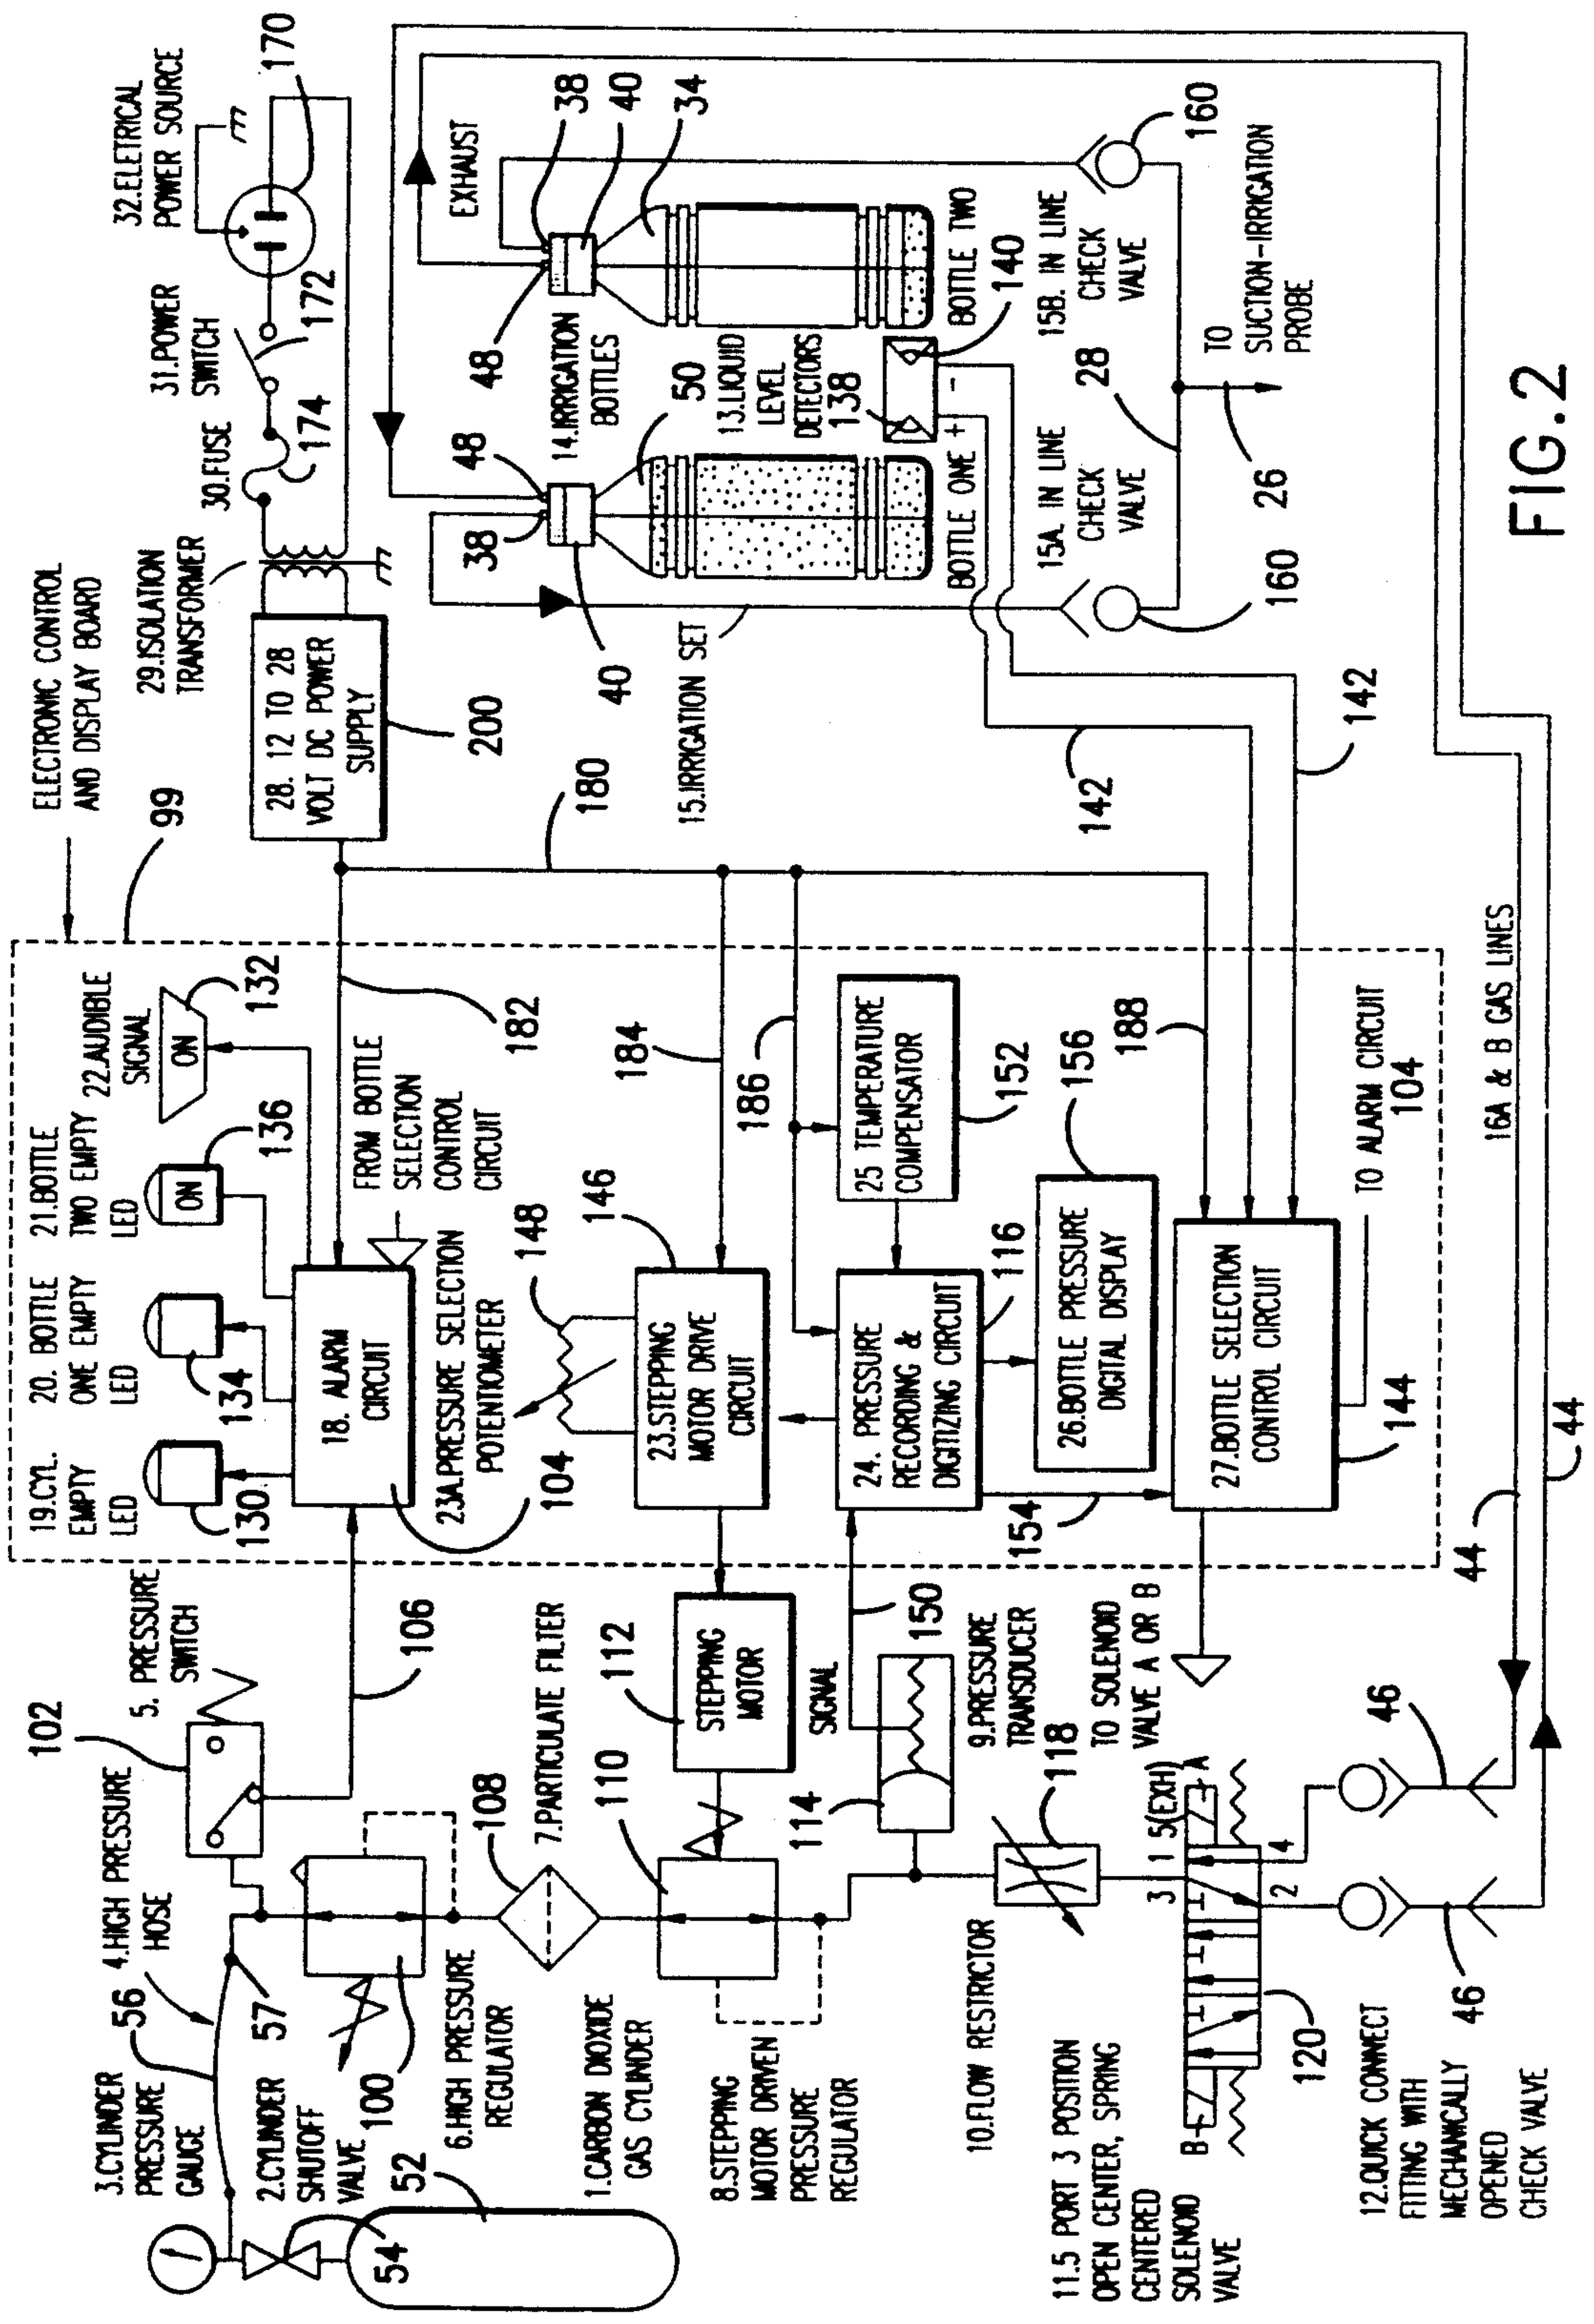 ELECTRONIC CONTROL
AND DISPLAY BOARD
99
32.ELETRICAL
POWER SOURCE
170
31.POWER
SWITCH
172
30.FUSE
174
29.ISOLATION
TRANSFORMER
28. 12 TO 28
VOLT DC POWER
SUPPLY
200
180
19.CYL.
EMPTY
LED
130
20. BOTTLE
ONE EMPTY
LED
134
21.BOTTLE
TWO EMPTY
LED
ON
136
22.AUDIBLE
SIGNAL
ON
132
18. ALARM
CIRCUIT
104
182
FROM BOTTLE
SELECTION
CONTROL
CIRCUIT
23A.PRESSURE SELECTION
POTENTIOMETER
148
146
23.STEPPING
MOTOR DRIVE
CIRCUIT
184
186
25 TEMPERATURE
COMPENSATOR
152
24. PRESSURE
RECORDING &
DIGITIZING CIRCUIT
116
26.BOTTLE PRESSURE
DIGITAL DISPLAY
156
154
188
27.BOTTLE SELECTION
CONTROL CIRCUIT
144
TO ALARM CIRCUIT
104
102
5. PRESSURE
SWITCH
106
4.HIGH PRESSURE
HOSE
56
57
3.CYLINDER
PRESSURE
GAUGE
2.CYLINDER
SHUTOFF
VALVE
54
52
100
6.HIGH PRESSURE
REGULATOR
108
7.PARTICULATE FILTER
1.CARBON DIOXIDE
GAS CYLINDER
110
112
STEPPING
MOTOR
8.STEPPING
MOTOR DRIVEN
PRESSURE
REGULATOR
SIGNAL
150
114
9.PRESSURE
TRANSDUCER
118
10.FLOW RESTRICTOR
TO SOLENOID
VALVE A OR B
11.5 PORT 3 POSITION
OPEN CENTER, SPRING
CENTERED
SOLENOID
VALVE
B
3
1
5(EXH)
A
2
4
120
46
46
12.QUICK CONNECT
FITTING WITH
MECHANICALLY
OPENED
CHECK VALVE
44
44
16A & B GAS LINES
EXHAUST
38
40
34
48
14.IRRIGATION
BOTTLES
48
38
50
40
13.LIQUID
LEVEL
DETECTORS
138
140
+
-
BOTTLE ONE
BOTTLE TWO
15.IRRIGATION SET
15A. IN LINE
CHECK
VALVE
15B. IN LINE
CHECK
VALVE
160
160
28
26
TO
SUCTION-IRRIGATION
PROBE
142
142
FIG.2